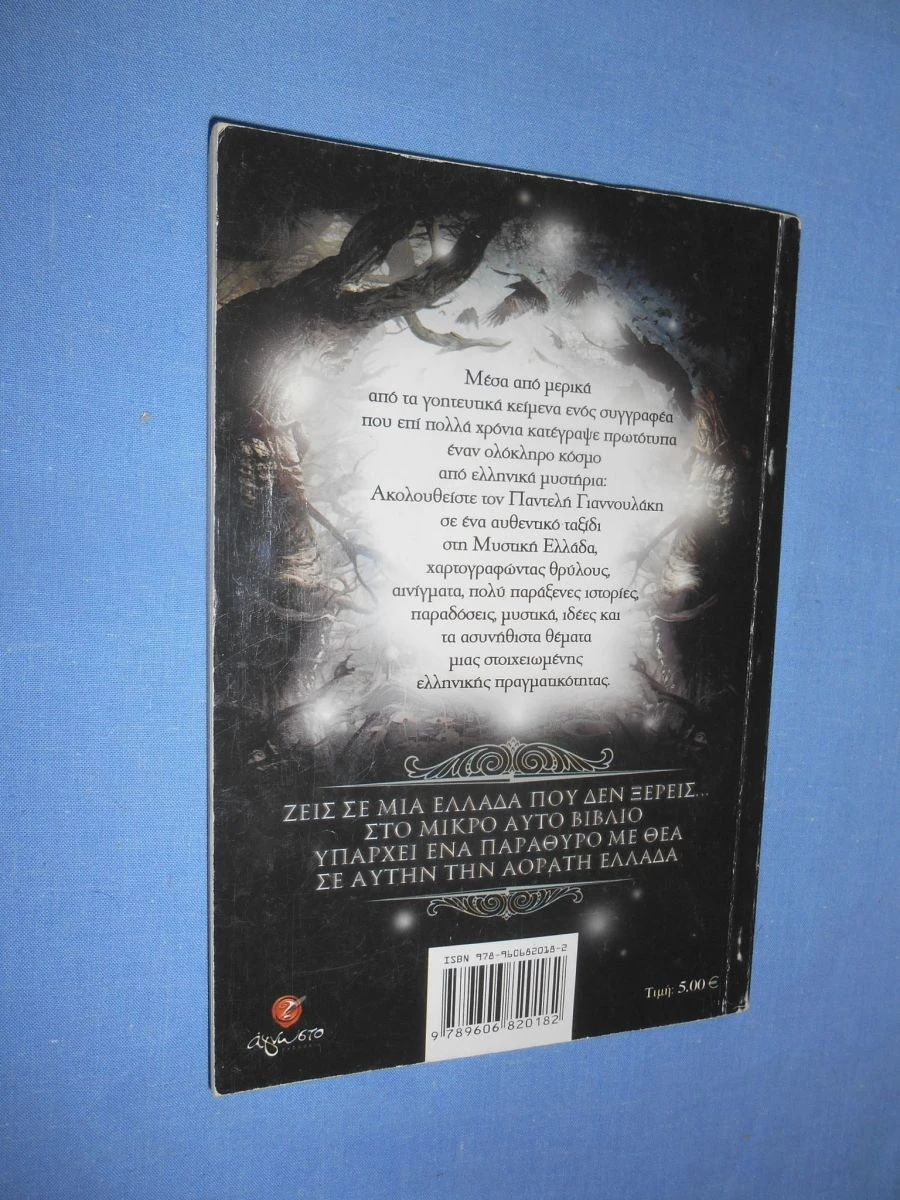 Μέσα από μερικά
από τα γοητευτικά κείμενα ενός συγγραφέα
που επί πολλά χρόνια κατέγραψε πρωτότυπα
έναν ολόκληρο κόσμο
από ελληνικά μυστήρια:
Ακολουθείστε τον Παντελή Γιαννουλάκη
σε ένα αυθεντικό ταξίδι
στη Μυστική Ελλάδα,
χαρτογραφώντας θρύλους,
αινίγματα, πολύ παράξενες ιστορίες,
παραδόσεις, μυστικά, ιδέες και
τα ασυνήθιστα θέματα
μιας στοιχειωμένης
ελληνικής πραγματικότητας.
ΖΕΙΣ ΣΕ ΜΙΑ ΕΛΛΑΔΑ ΠΟΥ ΔΕΝ ΞΕΡΕΙΣ...
ΣΤΟ ΜΙΚΡΟ ΑΥΤΟ ΒΙΒΛΙΟ
ΥΠΑΡΧΕΙ ΕΝΑ ΠΑΡΑΘΥΡΟ ΜΕ ΘΕΑ
ΣΕ ΑΥΤΗΝ ΤΗΝ ΑΟΡΑΤΗ ΕΛΛΑΔΑ
ISBN 978-960682018-2
9 789606 820182
Τιμή: 5.00 €
άγνωστο